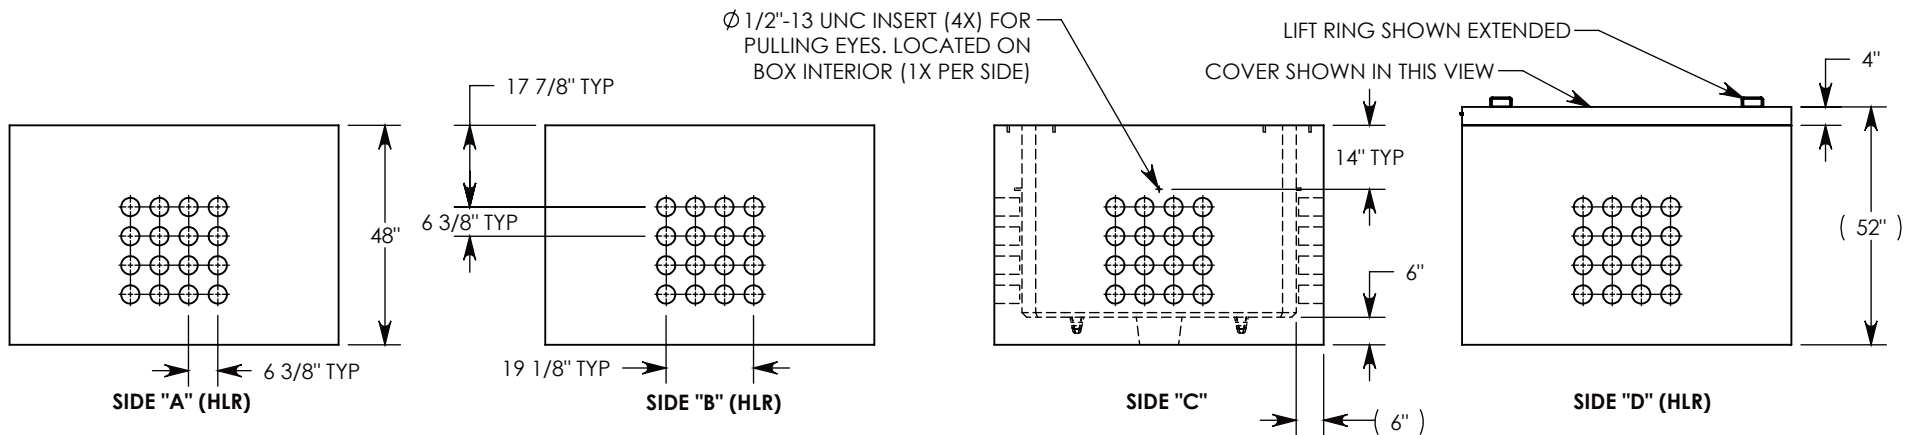 Ø 1/2"-13 UNC INSERT (4X) FOR
PULLING EYES. LOCATED ON
BOX INTERIOR (1X PER SIDE)
LIFT RING SHOWN EXTENDED
COVER SHOWN IN THIS VIEW
4"
17 7/8" TYP
14" TYP
6 3/8" TYP
48"
( 52" )
6"
6 3/8" TYP
19 1/8" TYP
SIDE "A" (HLR)
SIDE "B" (HLR)
SIDE "C"
SIDE "D" (HLR)
( 6" )